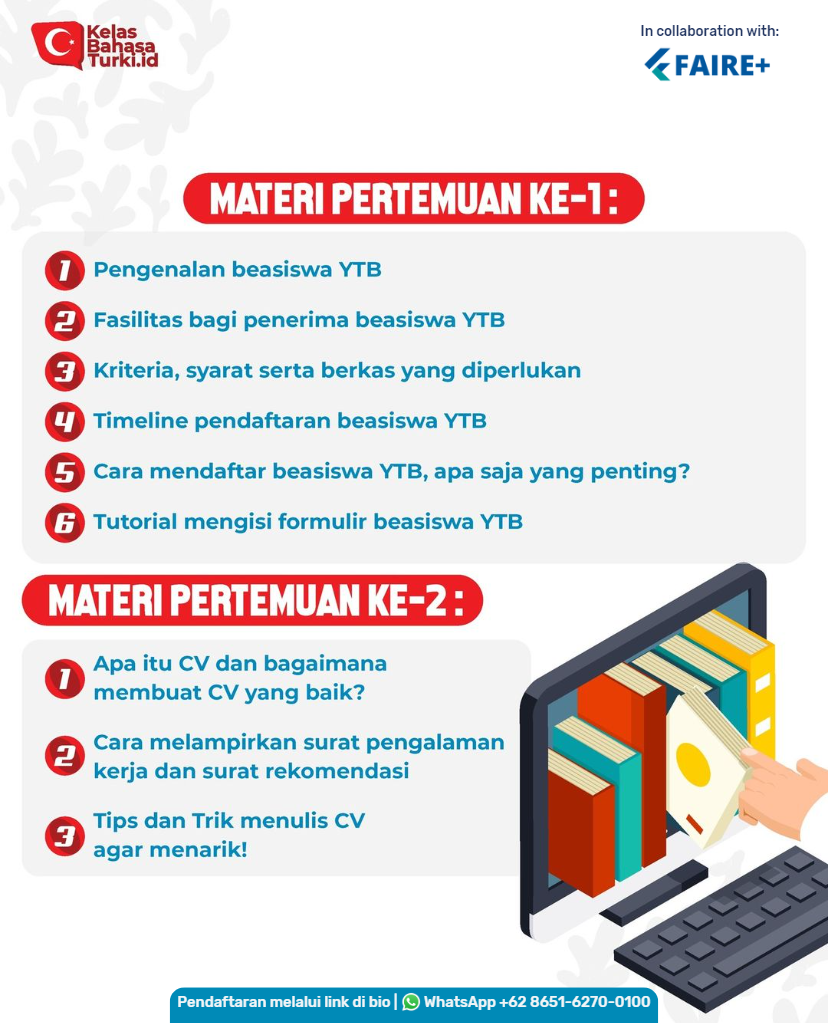 Kelas
Bahasa
Turki.id
In collaboration with:
FAIRE+
MATERI PERTEMUAN KE-1 :
1 Pengenalan beasiswa YTB
2 Fasilitas bagi penerima beasiswa YTB
3 Kriteria, syarat serta berkas yang diperlukan
4 Timeline pendaftaran beasiswa YTB
5 Cara mendaftar beasiswa YTB, apa saja yang penting?
6 Tutorial mengisi formulir beasiswa YTB
MATERI PERTEMUAN KE-2 :
1 Apa itu CV dan bagaimana
membuat CV yang baik?
2 Cara melampirkan surat pengalaman
kerja dan surat rekomendasi
3 Tips dan Trik menulis CV
agar menarik!
Pendaftaran melalui link di bio | WhatsApp +62 8651-6270-0100